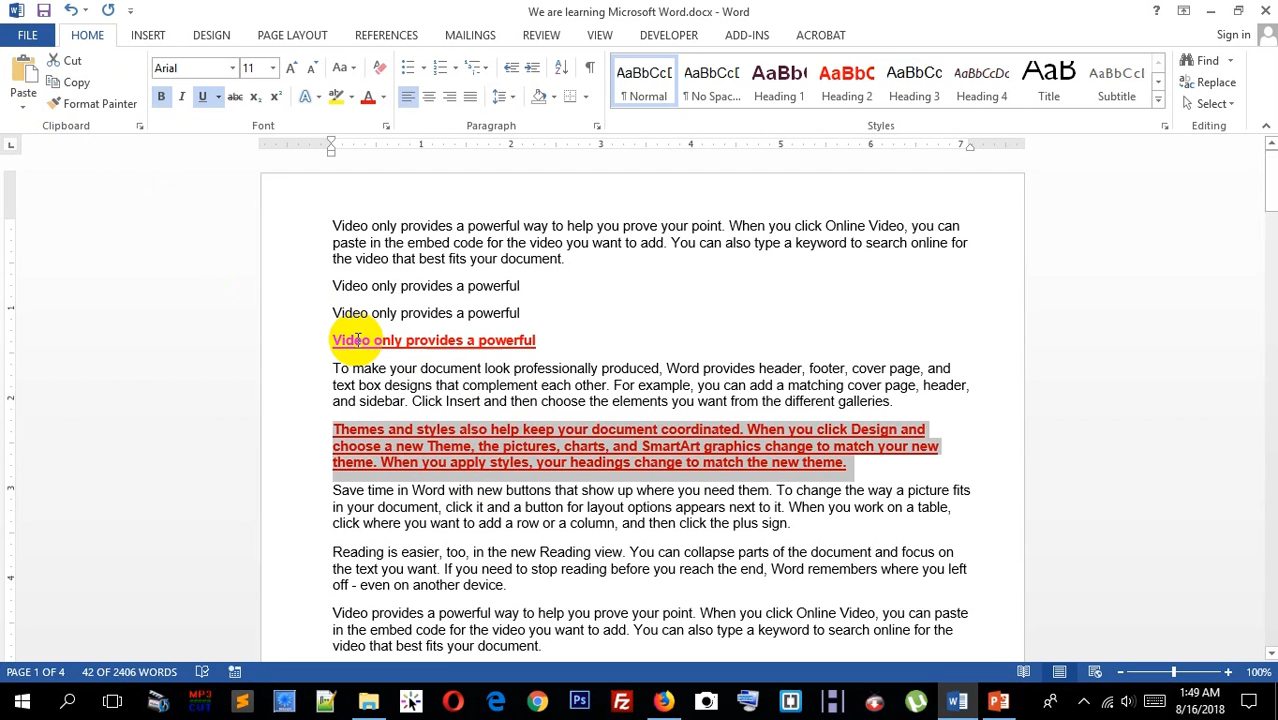 We are learning Microsoft Word.docx - Word
?
FILE HOME INSERT DESIGN PAGE LAYOUT REFERENCES MAILINGS REVIEW VIEW DEVELOPER ADD-INS ACROBAT Sign in
Paste
Cut
Copy
Format Painter
Clipboard
Arial 11
Font
Paragraph
AaBbCcI ¶ Normal
AaBbCcI ¶ No Spac...
AaBb( Heading 1
AaBbCc Heading 2
AaBbCc Heading 3
AaBbCcDc Heading 4
AaB Title
AaBbCcD Subtitle
Styles
Find
Replace
Select
Editing
1 2 3 4 5 6 7
Video only provides a powerful way to help you prove your point. When you click Online Video, you can
paste in the embed code for the video you want to add. You can also type a keyword to search online for
the video that best fits your document.
Video only provides a powerful
Video only provides a powerful
Video only provides a powerful
To make your document look professionally produced, Word provides header, footer, cover page, and
text box designs that complement each other. For example, you can add a matching cover page, header,
and sidebar. Click Insert and then choose the elements you want from the different galleries.
Themes and styles also help keep your document coordinated. When you click Design and
choose a new Theme, the pictures, charts, and SmartArt graphics change to match your new
theme. When you apply styles, your headings change to match the new theme.
Save time in Word with new buttons that show up where you need them. To change the way a picture fits
in your document, click it and a button for layout options appears next to it. When you work on a table,
click where you want to add a row or a column, and then click the plus sign.
Reading is easier, too, in the new Reading view. You can collapse parts of the document and focus on
the text you want. If you need to stop reading before you reach the end, Word remembers where you left
off - even on another device.
Video provides a powerful way to help you prove your point. When you click Online Video, you can paste
in the embed code for the video you want to add. You can also type a keyword to search online for the
video that best fits your document.
1
2
3
4
PAGE 1 OF 4 42 OF 2406 WORDS 100%
MP3 CUT
1:49 AM
8/16/2018